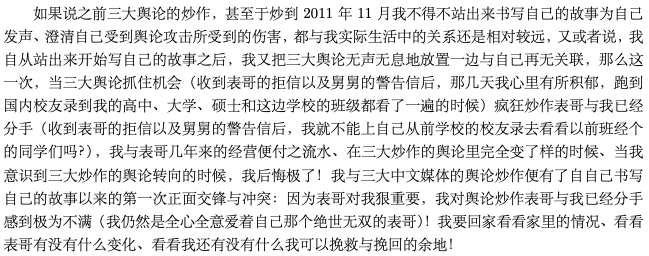 如果说之前三大舆论的炒作，甚至于炒到 2011 年 11 月我不得不站出来书写自己的故事为自己
发声、澄清自己受到舆论攻击所受到的伤害，都与我实际生活中的关系还是相对较远，又或者说，我
自从站出来开始写自己的故事之后，我又把三大舆论无声无息地放置一边与自己再无关联，那么这
一次，当三大舆论抓住机会（收到表哥的拒信以及舅舅的警告信后，那几天我心里有所积郁，跑到
国内校友录到我的高中、大学、硕士和这边学校的班级都看了一遍的时候）疯狂炒作表哥与我已经
分手（收到表哥的拒信以及舅舅的警告信后，我就不能上自己从前学校的校友录去看看以前班经个
的同学们吗?），我与表哥几年来的经营便付之流水、在三大炒作的舆论里完全变了样的时候、当我
意识到三大炒作的舆论转向的时候，我后悔极了！我与三大中文媒体的舆论炒作便有了自自己书写
自己的故事以来的第一次正面交锋与冲突：因为表哥对我狠重要，我对舆论炒作表哥与我已经分手
感到极为不满（我仍然是全心全意爱着自己那个绝世无双的表哥）！我要回家看看家里的情况、看看
表哥有没有什么变化、看看我还有没有什么我可以挽救与挽回的余地！